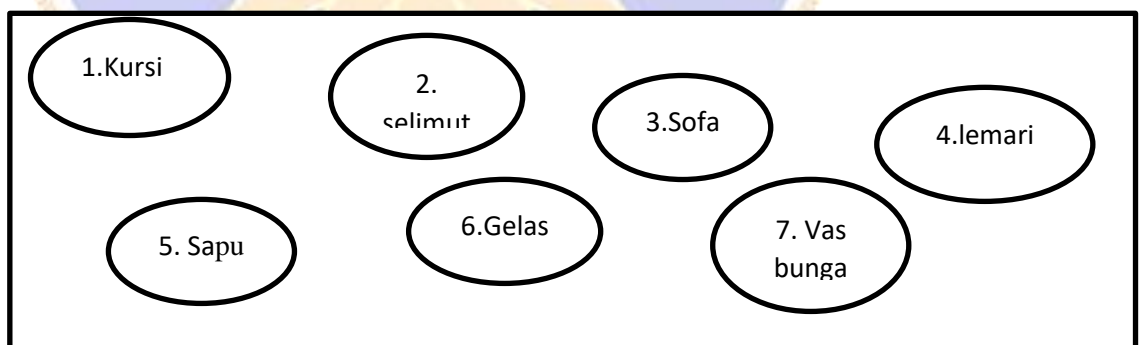 1.Kursi
2.
selimut
3.Sofa
4.lemari
5. Sapu
6.Gelas
7. Vas
bunga